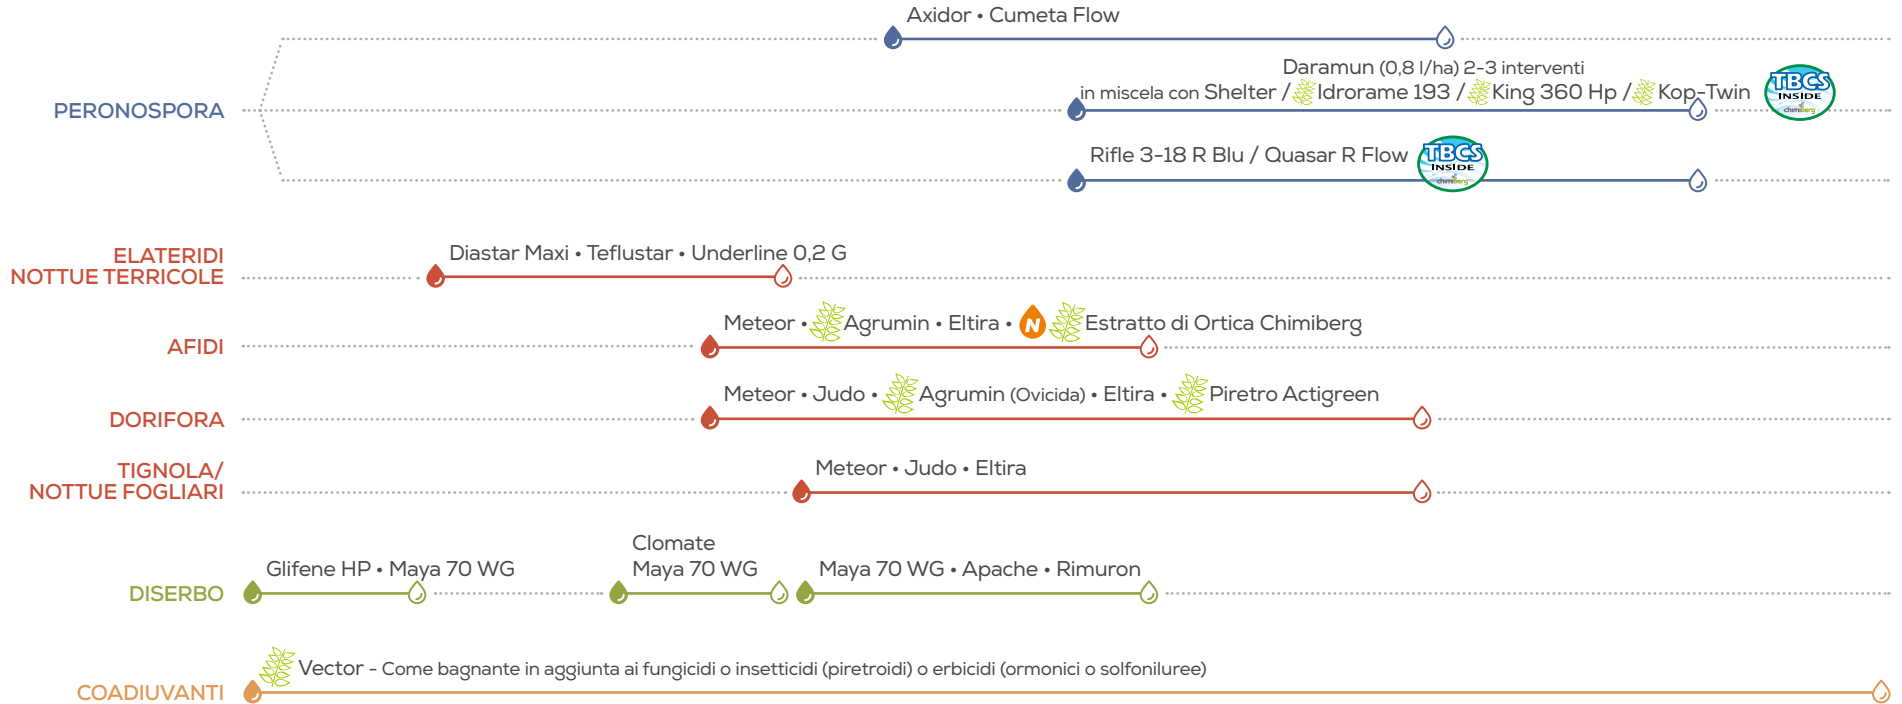 Axidor • Cumeta Flow
Daramun (0,8 l/ha) 2-3 interventi
in miscela con Shelter / Idrorame 193 / King 360 Hp / Kop-Twin
TBCS
INSIDE
chimiberg
PERONOSPORA
Rifle 3-18 R Blu / Quasar R Flow
TBCS
INSIDE
chimiberg
ELATERIDI
NOTTUE TERRICOLE
Diastar Maxi • Teflustar • Underline 0,2 G
AFIDI
Meteor • Agrumin • Eltira • N Estratto di Ortica Chimiberg
DORIFORA
Meteor • Judo • Agrumin (Ovicida) • Eltira • Piretro Actigreen
TIGNOLA/
NOTTUE FOGLIARI
Meteor • Judo • Eltira
DISERBO
Glifene HP • Maya 70 WG
Clomate
Maya 70 WG
Maya 70 WG • Apache • Rimuron
COADIUVANTI
Vector - Come bagnante in aggiunta ai fungicidi o insetticidi (piretroidi) o erbicidi (ormonici o solfoniluree)